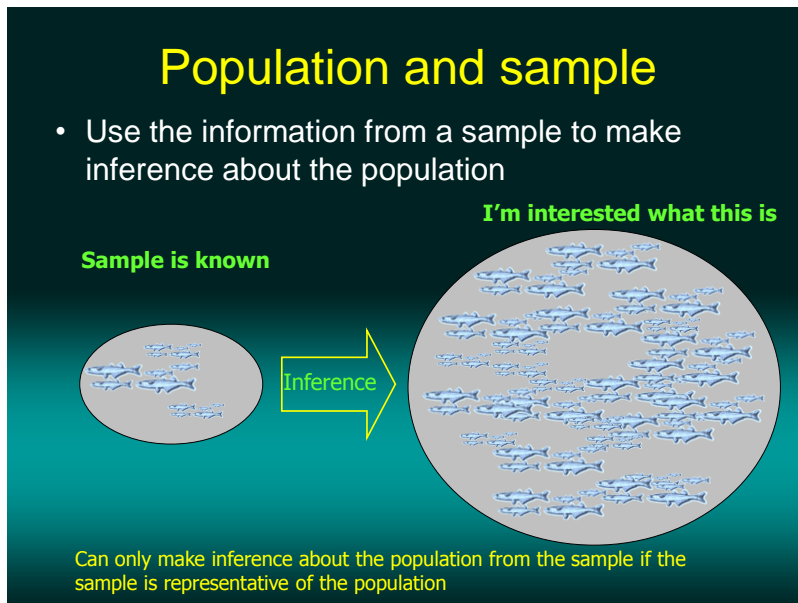 Population and sample
• Use the information from a sample to make
inference about the population
I'm interested what this is
Sample is known
Inference
Can only make inference about the population from the sample if the
sample is representative of the population